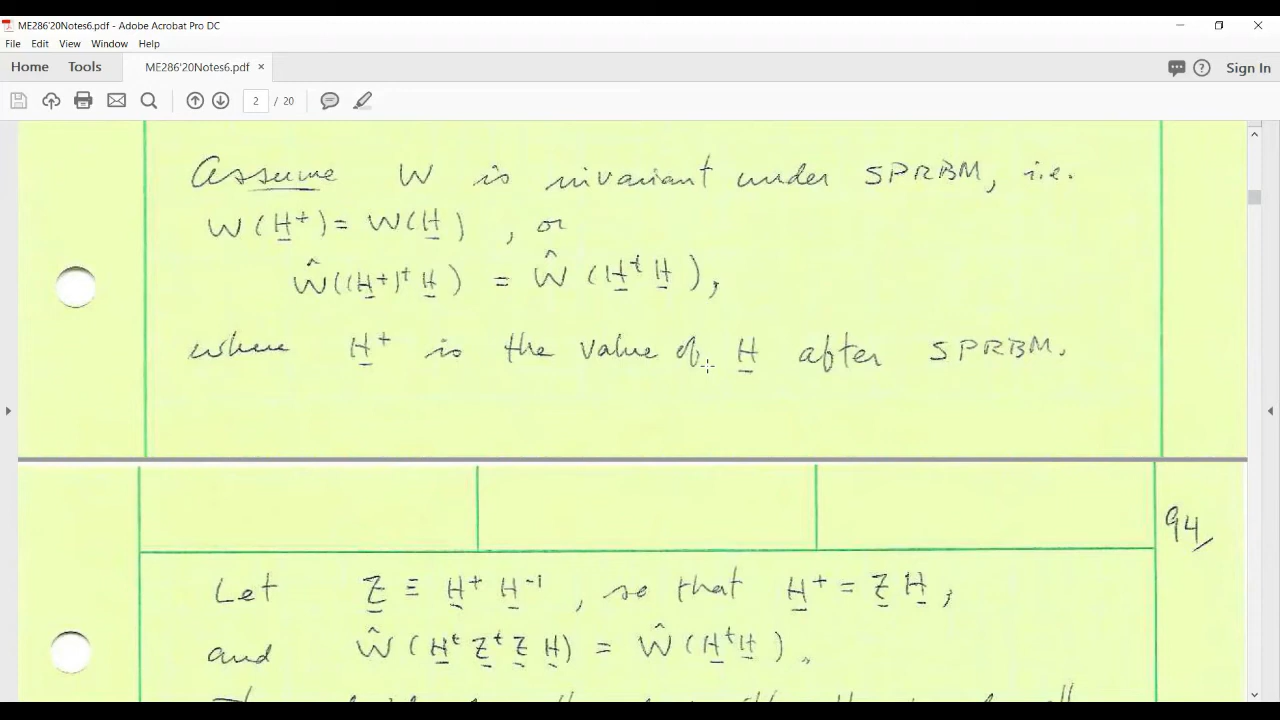 ME286'20Notes6.pdf - Adobe Acrobat Pro DC
File Edit View Window Help
Home Tools ME286'20Notes6.pdf × Sign In
2 / 20
Assume W is invariant under SPRBM, i.e.
W(H⁺) = W(H), or
Ŵ((H⁺)ᵗ H) = Ŵ(Hᵗ H),
where H⁺ is the value of H after SPRBM.
94/
Let Z ≡ H⁺ H⁻¹, so that H⁺ = Z H,
and Ŵ(Hᵗ Zᵗ Z H) = Ŵ(Hᵗ H).